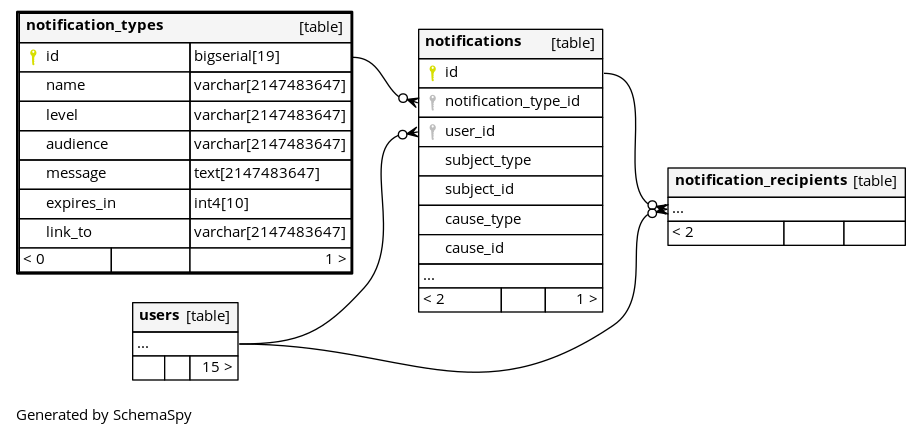 notification_types [table]
id bigserial[19]
name varchar[2147483647]
level varchar[2147483647]
audience varchar[2147483647]
message text[2147483647]
expires_in int4[10]
link_to varchar[2147483647]
< 0 1 >
notifications [table]
id
notification_type_id
user_id
subject_type
subject_id
cause_type
cause_id
...
< 2 1 >
notification_recipients [table]
...
< 2
users [table]
...
15 >
Generated by SchemaSpy